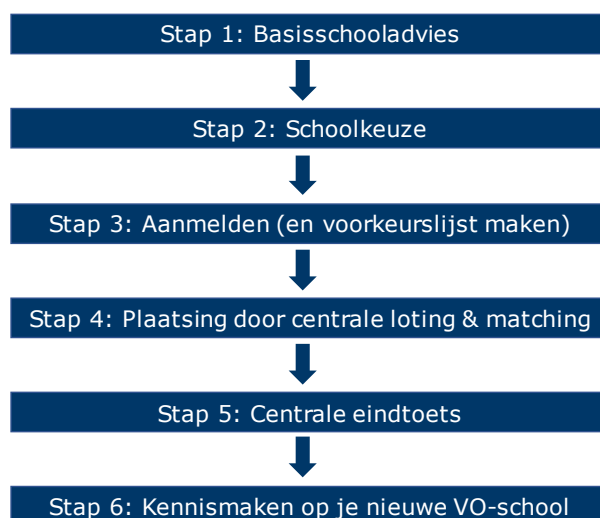 Stap 1: Basisschooladvies
Stap 2: Schoolkeuze
Stap 3: Aanmelden (en voorkeurslijst maken)
Stap 4: Plaatsing door centrale loting & matching
Stap 5: Centrale eindtoets
Stap 6: Kennismaken op je nieuwe VO-school